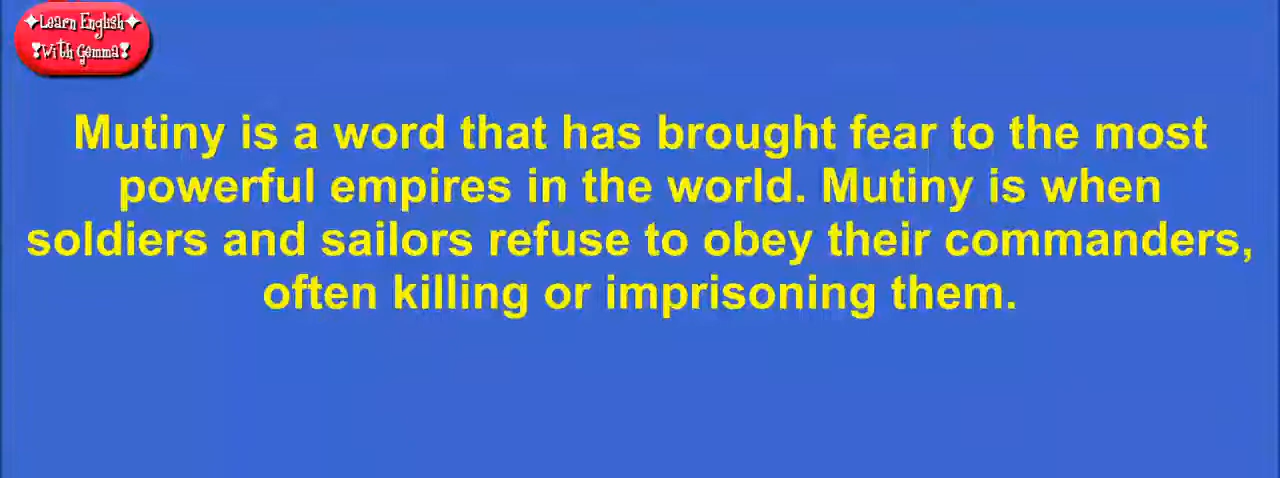 Learn English
With Gemma
Mutiny is a word that has brought fear to the most
powerful empires in the world. Mutiny is when
soldiers and sailors refuse to obey their commanders,
often killing or imprisoning them.